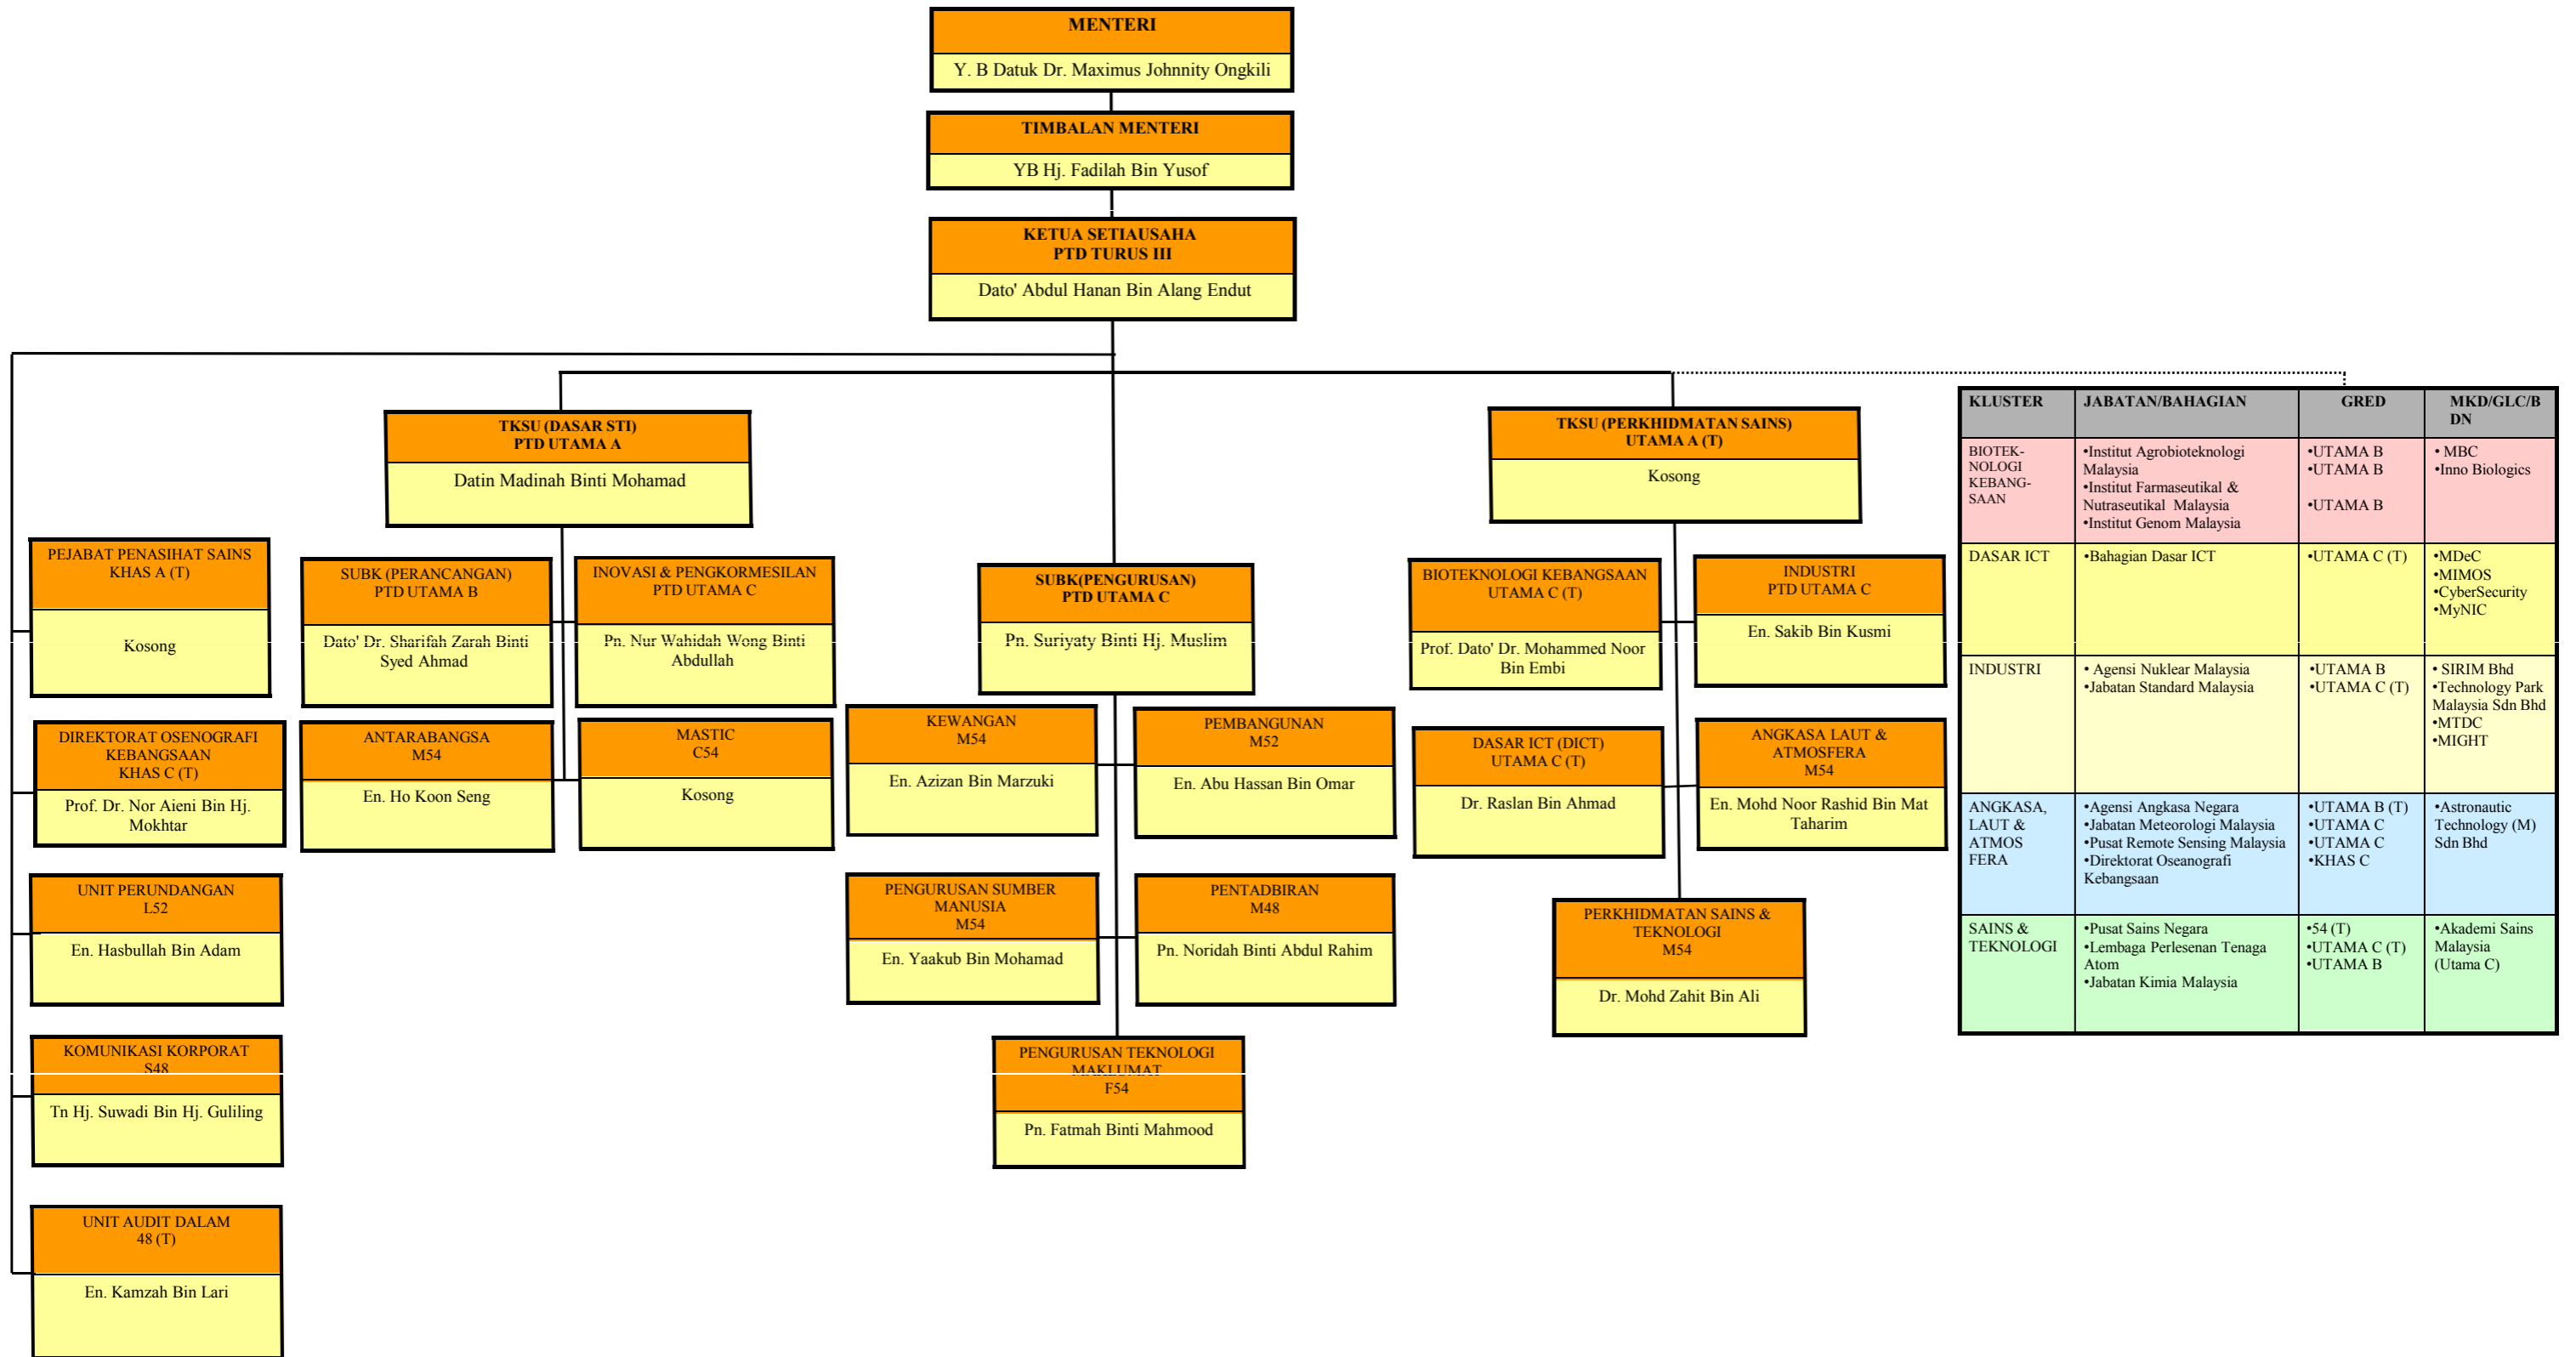 MENTERI
Y. B Datuk Dr. Maximus Johnnity Ongkili
TIMBALAN MENTERI
YB Hj. Fadilah Bin Yusof
KETUA SETIAUSAHA
PTD TURUS III
Dato' Abdul Hanan Bin Alang Endut
PEJABAT PENASIHAT SAINS
KHAS A (T)
Kosong
DIREKTORAT OSENOGRAFI
KEBANGSAAN
KHAS C (T)
Prof. Dr. Nor Aieni Bin Hj.
Mokhtar
UNIT PERUNDANGAN
L52
En. Hasbullah Bin Adam
KOMUNIKASI KORPORAT
S48
Tn Hj. Suwadi Bin Hj. Guliling
UNIT AUDIT DALAM
48 (T)
En. Kamzah Bin Lari
TKSU (DASAR STI)
PTD UTAMA A
Datin Madinah Binti Mohamad
SUBK (PERANCANGAN)
PTD UTAMA B
Dato' Dr. Sharifah Zarah Binti
Syed Ahmad
INOVASI & PENGKORMESILAN
PTD UTAMA C
Pn. Nur Wahidah Wong Binti
Abdullah
ANTARABANGSA
M54
En. Ho Koon Seng
MASTIC
C54
Kosong
SUBK(PENGURUSAN)
PTD UTAMA C
Pn. Suriyaty Binti Hj. Muslim
KEWANGAN
M54
En. Azizan Bin Marzuki
PEMBANGUNAN
M52
En. Abu Hassan Bin Omar
PENGURUSAN SUMBER
MANUSIA
M54
En. Yaakub Bin Mohamad
PENTADBIRAN
M48
Pn. Noridah Binti Abdul Rahim
PENGURUSAN TEKNOLOGI
MAKLUMAT
F54
Pn. Fatmah Binti Mahmood
TKSU (PERKHIDMATAN SAINS)
UTAMA A (T)
Kosong
BIOTEKNOLOGI KEBANGSAAN
UTAMA C (T)
Prof. Dato' Dr. Mohammed Noor
Bin Embi
INDUSTRI
PTD UTAMA C
En. Sakib Bin Kusmi
DASAR ICT (DICT)
UTAMA C (T)
Dr. Raslan Bin Ahmad
ANGKASA LAUT &
ATMOSFERA
M54
En. Mohd Noor Rashid Bin Mat
Taharim
PERKHIDMATAN SAINS &
TEKNOLOGI
M54
Dr. Mohd Zahit Bin Ali
KLUSTER
JABATAN/BAHAGIAN
GRED
MKD/GLC/B
DN
BIOTEK-
NOLOGI
KEBANG-
SAAN
•Institut Agrobioteknologi
Malaysia
•Institut Farmaseutikal &
Nutraseutikal Malaysia
•Institut Genom Malaysia
•UTAMA B
•UTAMA B
•UTAMA B
• MBC
•Inno Biologics
DASAR ICT
•Bahagian Dasar ICT
•UTAMA C (T)
•MDeC
•MIMOS
•CyberSecurity
•MyNIC
INDUSTRI
• Agensi Nuklear Malaysia
•Jabatan Standard Malaysia
•UTAMA B
•UTAMA C (T)
• SIRIM Bhd
•Technology Park
Malaysia Sdn Bhd
•MTDC
•MIGHT
ANGKASA,
LAUT &
ATMOS
FERA
•Agensi Angkasa Negara
•Jabatan Meteorologi Malaysia
•Pusat Remote Sensing Malaysia
•Direktorat Oseanografi
Kebangsaan
•UTAMA B (T)
•UTAMA C
•UTAMA C
•KHAS C
•Astronautic
Technology (M)
Sdn Bhd
SAINS &
TEKNOLOGI
•Pusat Sains Negara
•Lembaga Perlesenan Tenaga
Atom
•Jabatan Kimia Malaysia
•54 (T)
•UTAMA C (T)
•UTAMA B
•Akademi Sains
Malaysia
(Utama C)